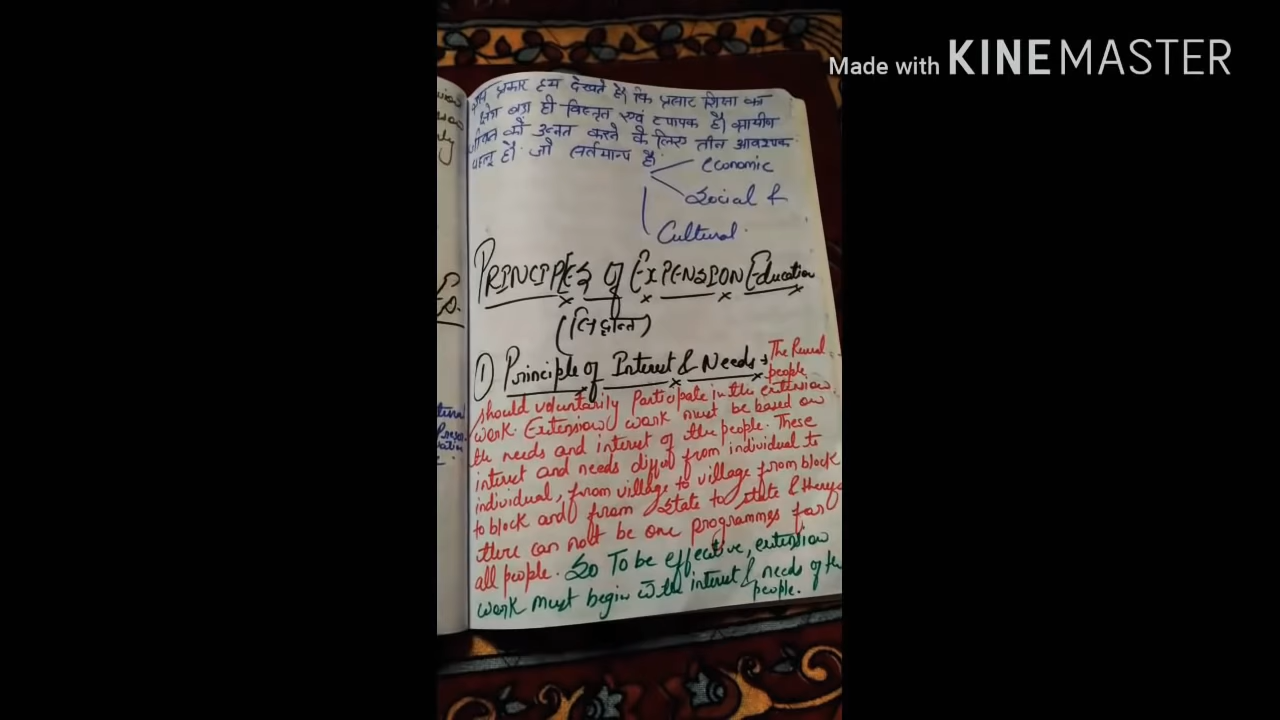 Made with KINEMASTER
इस प्रकार हम देखते है। कि प्रसार शिक्षा का
क्षेत्र बड़ा ही विस्तृत एवं व्यापक है। ग्रामीण
जीवन को उन्नत करने के लिए तीन आवश्यक
पहलू है। जो सर्वमान्य है।
Economic
Social &
Cultural.
PRINCIPLES of EXPENSION Education
(सिद्धान्त)
① Principle of Interest & Needs → The Rural
people
should voluntarily participate in the extension
work. Extension work must be based on
the needs and interest of the people. These
interest and needs differ from individual to
individual, from village to village from block
to block and from state to state & therefo
there can not be one programmes for
all people. So To be effective, extension
work must begin w̄ the interest & needs of the
people.